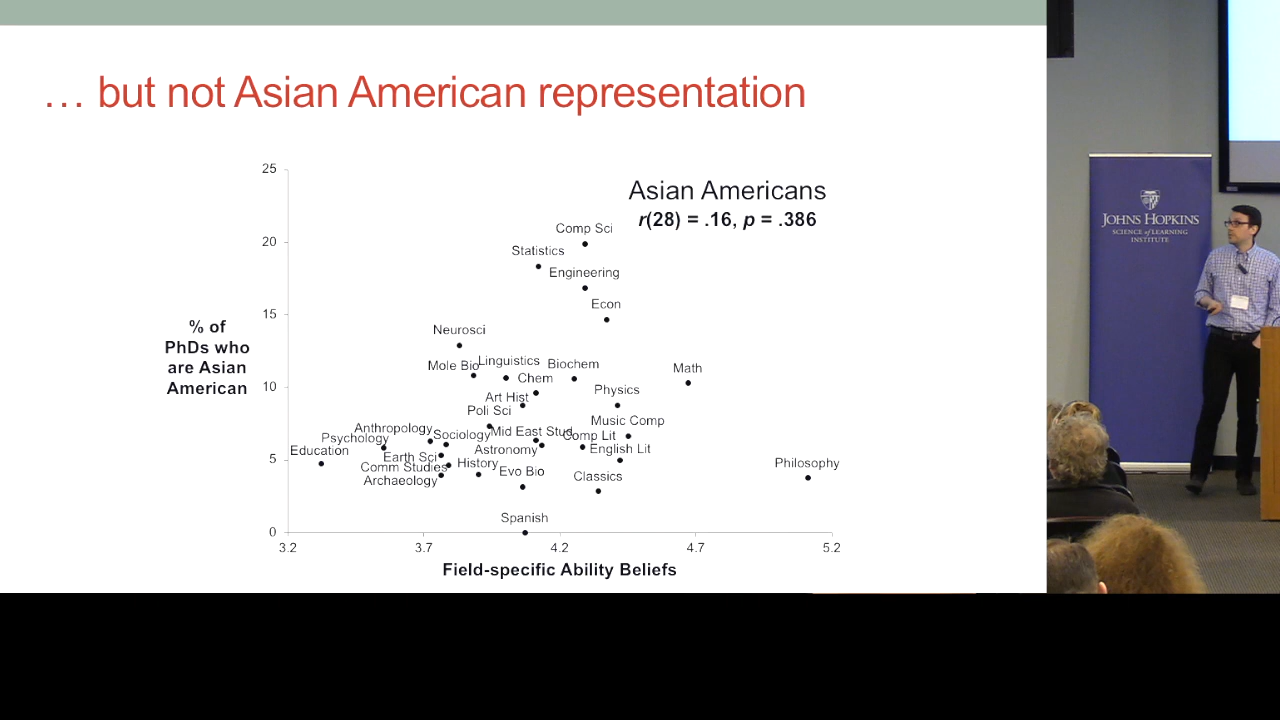 … but not Asian American representation
25
20
15
10
5
0
% of
PhDs who
are Asian
American
Asian Americans
r(28) = .16, p = .386
Comp Sci
Statistics
Engineering
Econ
Neurosci
Mole Bio
Linguistics
Biochem
Chem
Math
Physics
Art Hist
Poli Sci
Music Comp
Anthropology
Sociology
Mid East Stud
Comp Lit
Psychology
Education
Astronomy
English Lit
Earth Sci
History
Comm Studies
Evo Bio
Archaeology
Classics
Philosophy
Spanish
3.2 3.7 4.2 4.7 5.2
Field-specific Ability Beliefs
JOHNS HOPKINS
SCIENCE of LEARNING
INSTITUTE